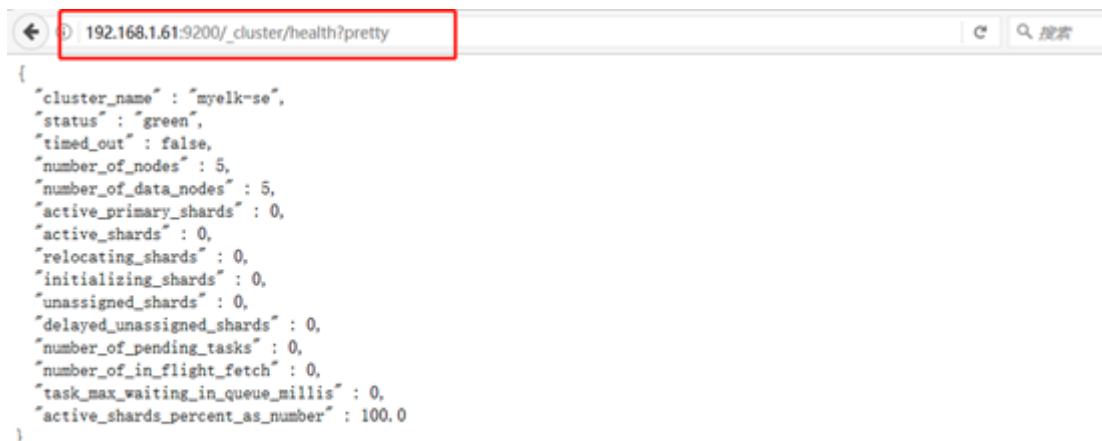 192.168.1.61:9200/_cluster/health?pretty
搜索
{
"cluster_name" : "myelk-se",
"status" : "green",
"timed_out" : false,
"number_of_nodes" : 5,
"number_of_data_nodes" : 5,
"active_primary_shards" : 0,
"active_shards" : 0,
"relocating_shards" : 0,
"initializing_shards" : 0,
"unassigned_shards" : 0,
"delayed_unassigned_shards" : 0,
"number_of_pending_tasks" : 0,
"number_of_in_flight_fetch" : 0,
"task_max_waiting_in_queue_millis" : 0,
"active_shards_percent_as_number" : 100.0
}